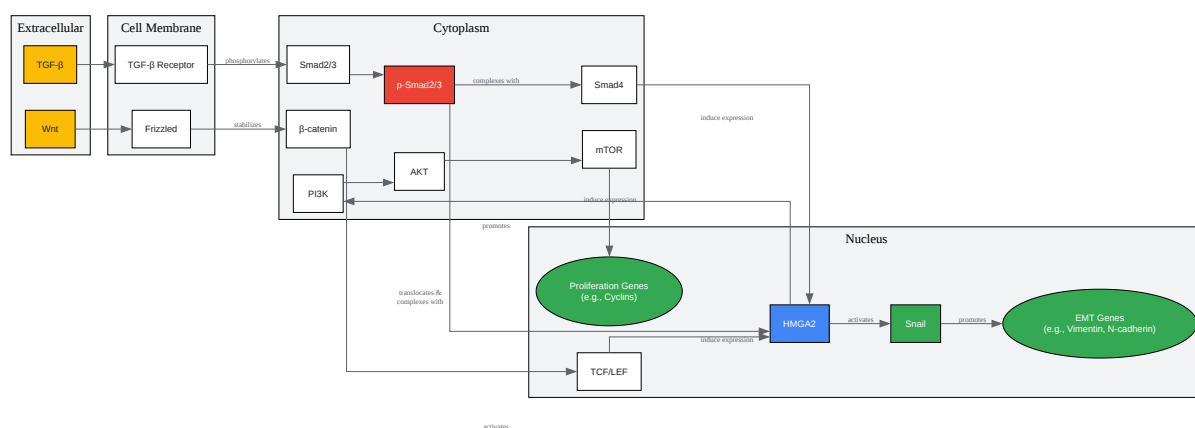 Extracellular
Cell Membrane
Cytoplasm
TGF-β
TGF-β Receptor
phosphorylates
Smad2/3
p-Smad2/3
complexes with
Smad4
Wnt
Frizzled
stabilizes
β-catenin
induce expression
mTOR
AKT
PI3K
induce expression
promotes
Nucleus
Proliferation Genes
(e.g., Cyclins)
translocates &
complexes with
HMGA2
activates
Snail
promotes
EMT Genes
(e.g., Vimentin, N-cadherin)
induce expression
TCF/LEF
activates